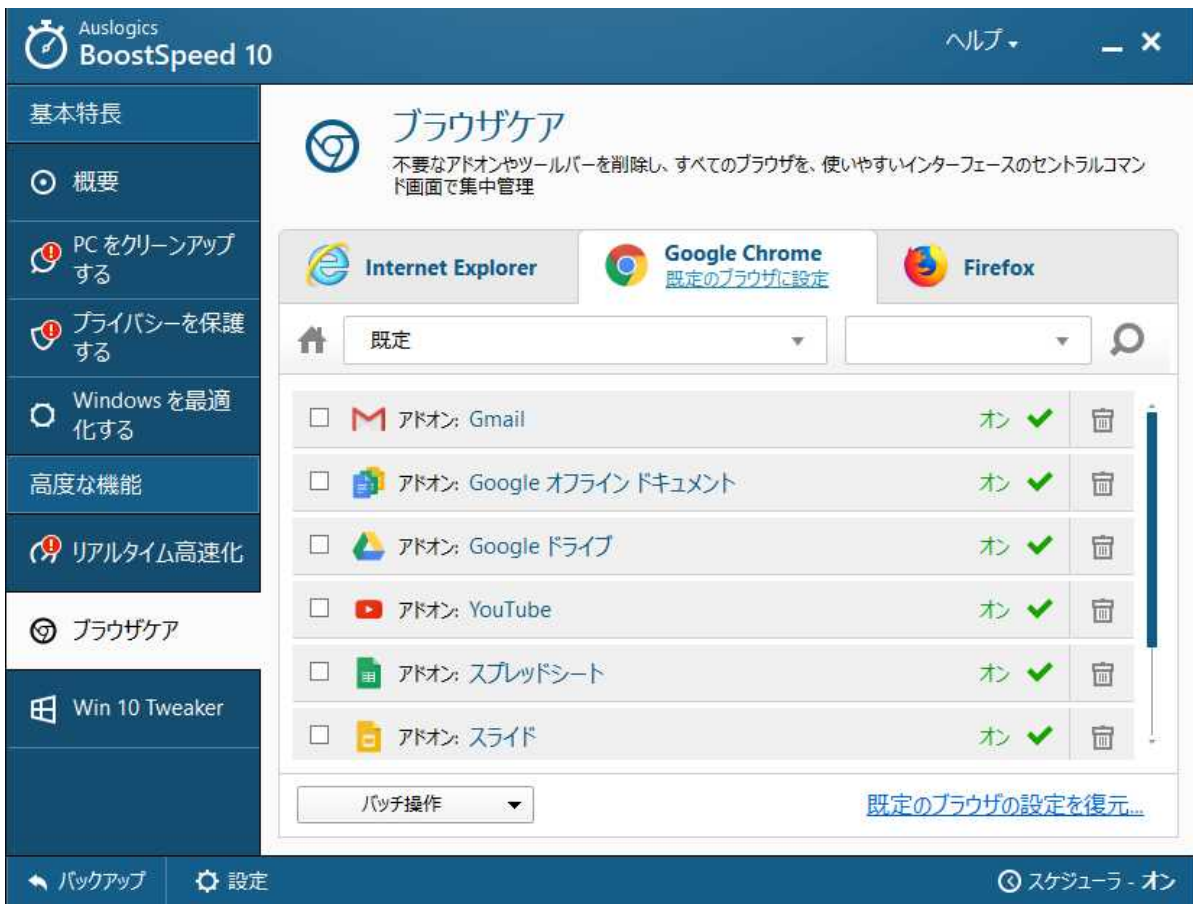 Auslogics
BoostSpeed 10
ヘルプ
基本特長
概要
PC をクリーンアップ
する
プライバシーを保護
する
Windows を最適
化する
高度な機能
リアルタイム高速化
ブラウザケア
Win 10 Tweaker
ブラウザケア
不要なアドオンやツールバーを削除し、すべてのブラウザを、使いやすいインターフェースのセントラルコマン
ド画面で集中管理
Internet Explorer
Google Chrome
既定のブラウザに設定
Firefox
既定
アドオン: Gmail オン
アドオン: Google オフライン ドキュメント オン
アドオン: Google ドライブ オン
アドオン: YouTube オン
アドオン: スプレッドシート オン
アドオン: スライド オン
バッチ操作
既定のブラウザの設定を復元...
バックアップ
設定
スケジューラ - オン